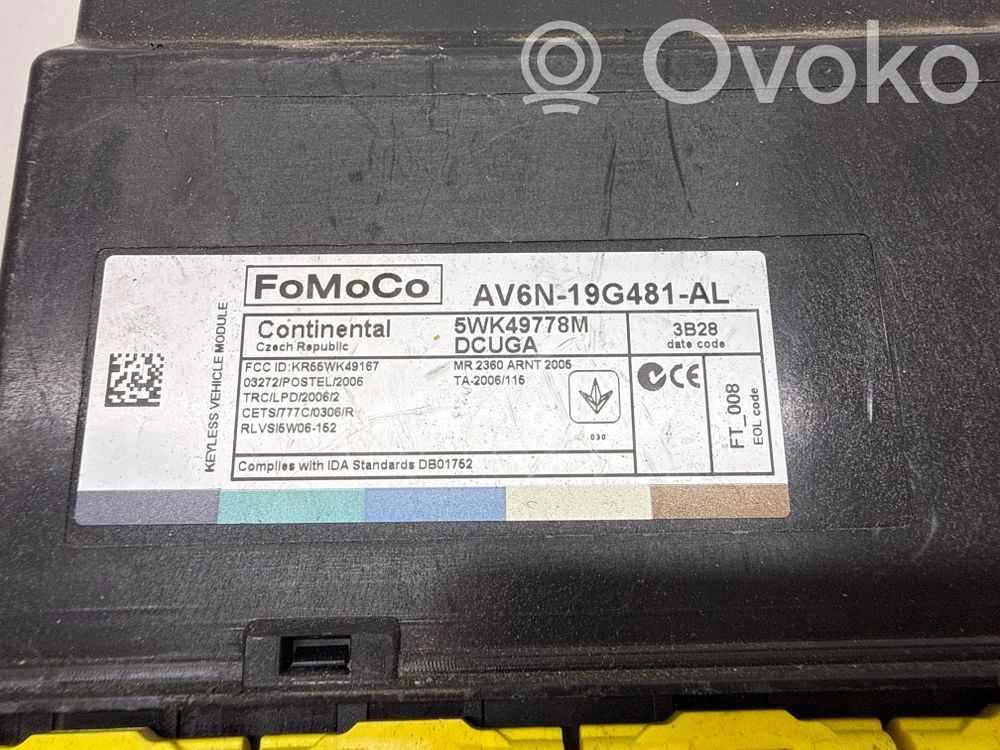 Ovoko
FoMoCo AV6N-19G481-AL
Continental
Czech Republic
5WK49778M
DCUGA
3B28
date code
KEYLESS VEHICLE MODULE
FCC ID: KR55WK49167
03272/POSTEL/2006
TRC/LPD/2006/2
CETS/777C/0306/R
RLVSI5W06-152
MR 2360 ARNT 2005
TA-2006/115
030
CE
FT_008
EOL code
Complies with IDA Standards DB01752